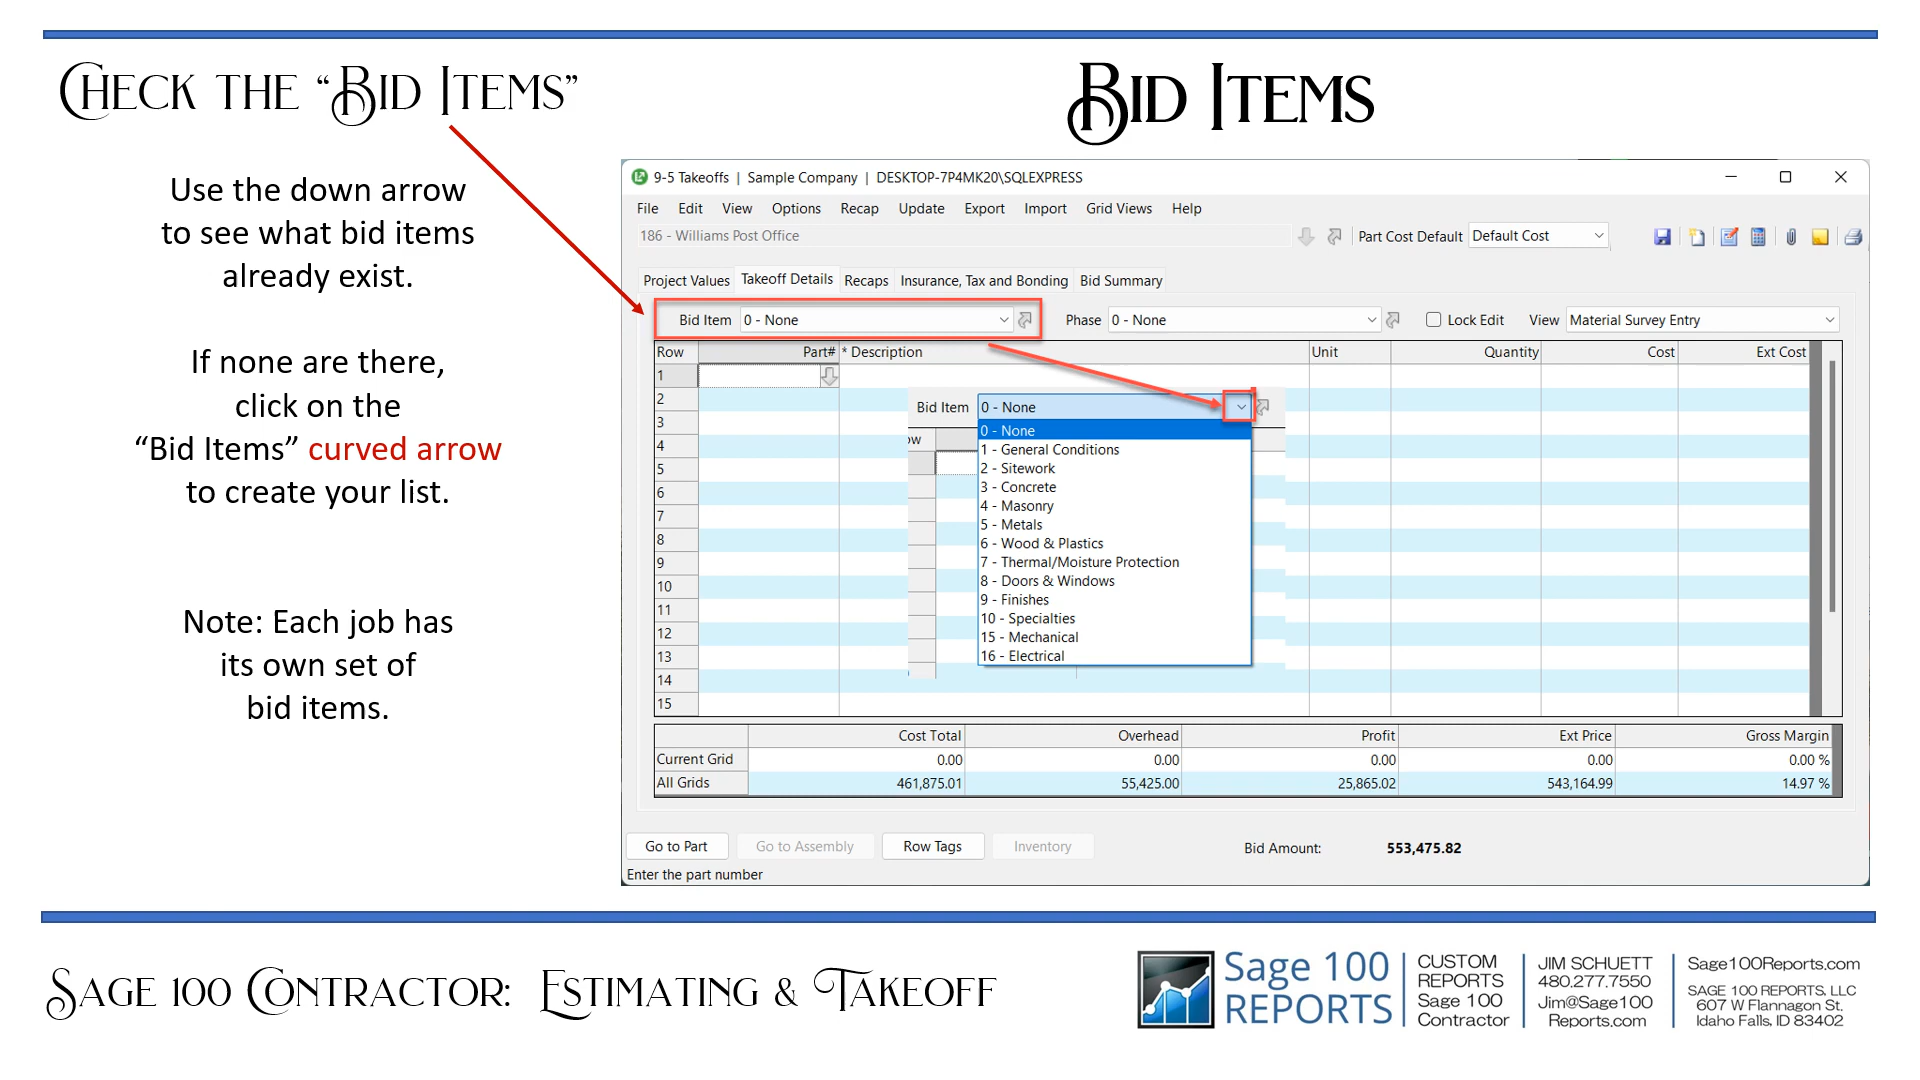 Check the “Bid Items”
Bid Items
Use the down arrow
to see what bid items
already exist.
If none are there,
click on the
“Bid Items” curved arrow
to create your list.
Note: Each job has
its own set of
bid items.
9-5 Takeoffs | Sample Company | DESKTOP-7P4MK20\SQLEXPRESS
File Edit View Options Recap Update Export Import Grid Views Help
186 - Williams Post Office Part Cost Default Default Cost
Project Values Takeoff Details Recaps Insurance, Tax and Bonding Bid Summary
Bid Item 0 - None Phase 0 - None Lock Edit View Material Survey Entry
Row Part# * Description Unit Quantity Cost Ext Cost
1
2
3
4
5
6
7
8
9
10
11
12
13
14
15
Bid Item 0 - None
ow
0 - None
1 - General Conditions
2 - Sitework
3 - Concrete
4 - Masonry
5 - Metals
6 - Wood & Plastics
7 - Thermal/Moisture Protection
8 - Doors & Windows
9 - Finishes
10 - Specialties
15 - Mechanical
16 - Electrical
Cost Total Overhead Profit Ext Price Gross Margin
Current Grid 0.00 0.00 0.00 0.00 0.00 %
All Grids 461,875.01 55,425.00 25,865.02 543,164.99 14.97 %
Go to Part Go to Assembly Row Tags Inventory Bid Amount: 553,475.82
Enter the part number
Sage 100 Contractor: Estimating & Takeoff
Sage 100
REPORTS
CUSTOM
REPORTS
Sage 100
Contractor
JIM SCHUETT
480.277.7550
Jim@Sage100
Reports.com
Sage100Reports.com
SAGE 100 REPORTS, LLC
607 W Flannagon St,
Idaho Falls, ID 83402